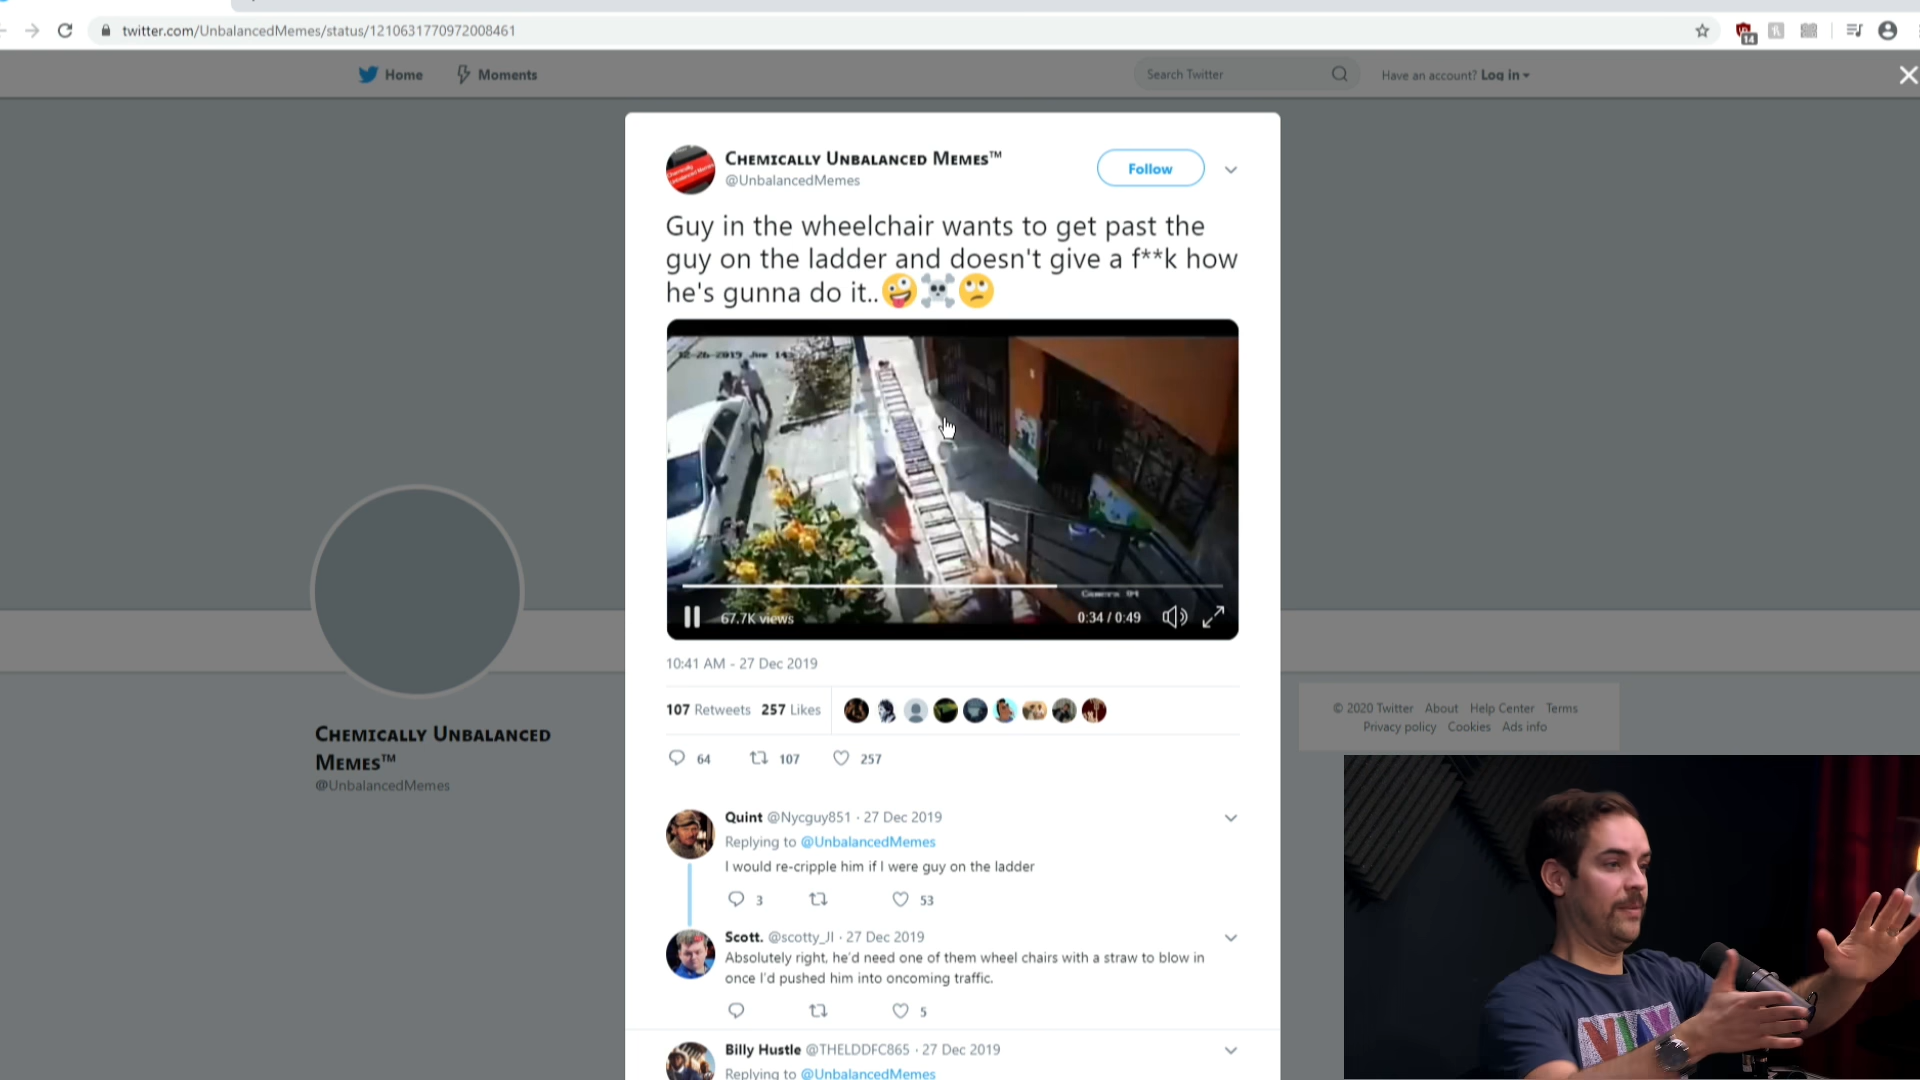 twitter.com/UnbalancedMemes/status/1210631770972008461
14
Home
Moments
Search Twitter
Have an account? Log in
Chemically Unbalanced Memes™
@UnbalancedMemes
Follow
Guy in the wheelchair wants to get past the
guy on the ladder and doesn't give a f**k how
he's gunna do it..🤪☠️🙄
Camera 04
67.7K views
0:34 / 0:49
10:41 AM - 27 Dec 2019
107 Retweets 257 Likes
64 107 257
Quint @Nycguy851 · 27 Dec 2019
Replying to @UnbalancedMemes
I would re-cripple him if I were guy on the ladder
3 53
Scott. @scotty_JI · 27 Dec 2019
Absolutely right, he'd need one of them wheel chairs with a straw to blow in
once I'd pushed him into oncoming traffic.
5
Billy Hustle @THELDDFC865 · 27 Dec 2019
Replying to @UnbalancedMemes
Chemically Unbalanced
Memes™
@UnbalancedMemes
© 2020 Twitter About Help Center Terms
Privacy policy Cookies Ads info